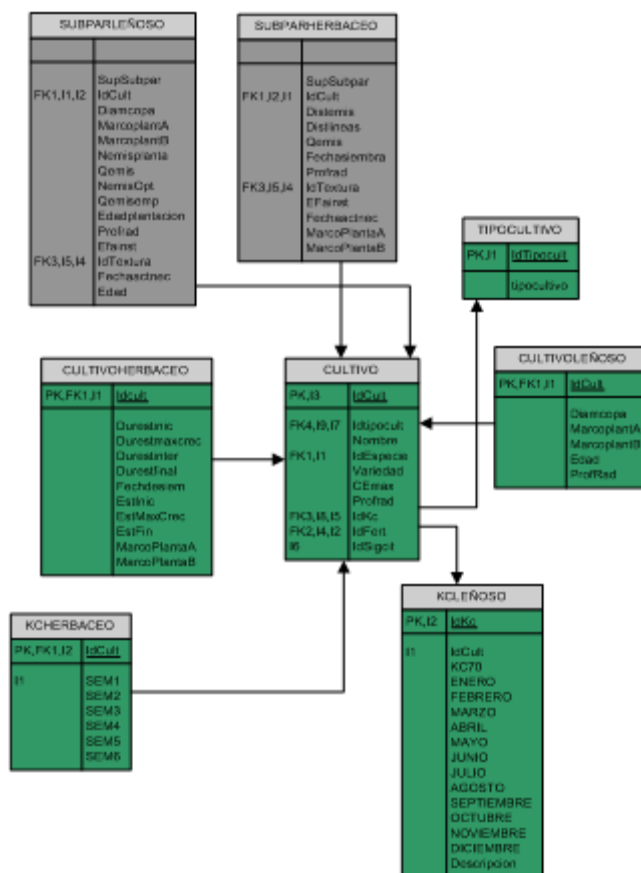 SUBPARLEÑOSO
SupSubpar
FK1,I1,I2 IdCult
Diamcopa
MarcoplantA
MarcoplantB
Nemisplanta
Qemis
NemisOpt
Qemisemp
Edadplantacion
Profrad
Efainst
FK3,I5,I4 IdTextura
Fechaactnec
Edad
SUBPARHERBACEO
SupSubpar
FK1,I2,I1 IdCult
Distemis
Distlineas
Qemis
Fechasiembra
Profrad
FK3,I5,I4 IdTextura
EFainst
Fechaactnec
MarcoPlantaA
MarcoPlantaB
TIPOCULTIVO
PK,I1 IdTipocult
tipocultivo
CULTIVOHERBACEO
PK,FK1,I1 Idcult
Durestinic
Durestmaxcrec
Durestinter
Durestfinal
Fechdesiem
EstInic
EstMaxCrec
EstFin
MarcoPlantaA
MarcoPlantaB
CULTIVO
PK,I3 IdCult
FK4,I9,I7 Idtipocult
Nombre
FK1,I1 IdEspecie
Variedad
CEmax
Profrad
FK3,I8,I5 IdKc
FK2,I4,I2 IdFert
I6 IdSigcit
CULTIVOLEÑOSO
PK,FK1,I1 IdCult
Diamcopa
MarcoplantA
MarcoplantB
Edad
ProfRad
KCHERBACEO
PK,FK1,I2 IdCult
I1 SEM1
SEM2
SEM3
SEM4
SEM5
SEM6
KCLEÑOSO
PK,I2 IdKc
I1 IdCult
KC70
ENERO
FEBRERO
MARZO
ABRIL
MAYO
JUNIO
JULIO
AGOSTO
SEPTIEMBRE
OCTUBRE
NOVIEMBRE
DICIEMBRE
Descripcion